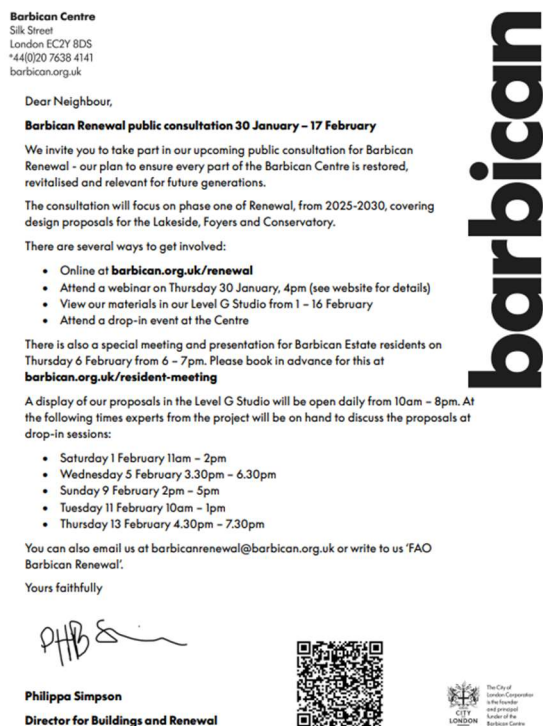 Barbican Centre
Silk Street
London EC2Y 8DS
+44(0)20 7638 4141
barbican.org.uk
barbican
Dear Neighbour,
Barbican Renewal public consultation 30 January – 17 February
We invite you to take part in our upcoming public consultation for Barbican
Renewal - our plan to ensure every part of the Barbican Centre is restored,
revitalised and relevant for future generations.
The consultation will focus on phase one of Renewal, from 2025-2030, covering
design proposals for the Lakeside, Foyers and Conservatory.
There are several ways to get involved:
• Online at barbican.org.uk/renewal
• Attend a webinar on Thursday 30 January, 4pm (see website for details)
• View our materials in our Level G Studio from 1 – 16 February
• Attend a drop-in event at the Centre
There is also a special meeting and presentation for Barbican Estate residents on
Thursday 6 February from 6 – 7pm. Please book in advance for this at
barbican.org.uk/resident-meeting
A display of our proposals in the Level G Studio will be open daily from 10am – 8pm. At
the following times experts from the project will be on hand to discuss the proposals at
drop-in sessions:
• Saturday 1 February 11am – 2pm
• Wednesday 5 February 3.30pm – 6.30pm
• Sunday 9 February 2pm – 5pm
• Tuesday 11 February 10am – 1pm
• Thursday 13 February 4.30pm – 7.30pm
You can also email us at barbicanrenewal@barbican.org.uk or write to us 'FAO
Barbican Renewal'.
Yours faithfully
Philippa Simpson
Director for Buildings and Renewal
CITY
LONDON
The City of
London Corporation
is the founder
and principal
funder of the
Barbican Centre